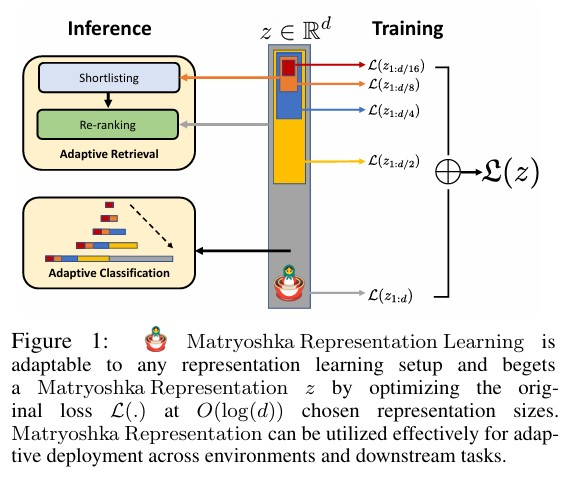 Inference
z ∈ ℝ^d
Training
Shortlisting
Re-ranking
Adaptive Retrieval
Adaptive Classification
ℒ(z_{1:d/16})
ℒ(z_{1:d/8})
ℒ(z_{1:d/4})
ℒ(z_{1:d/2})
ℒ(z_{1:d})
𝕷(z)
Figure 1: Matryoshka Representation Learning is
adaptable to any representation learning setup and begets
a Matryoshka Representation z by optimizing the orig-
inal loss ℒ(.) at O(log(d)) chosen representation sizes.
Matryoshka Representation can be utilized effectively for adap-
tive deployment across environments and downstream tasks.